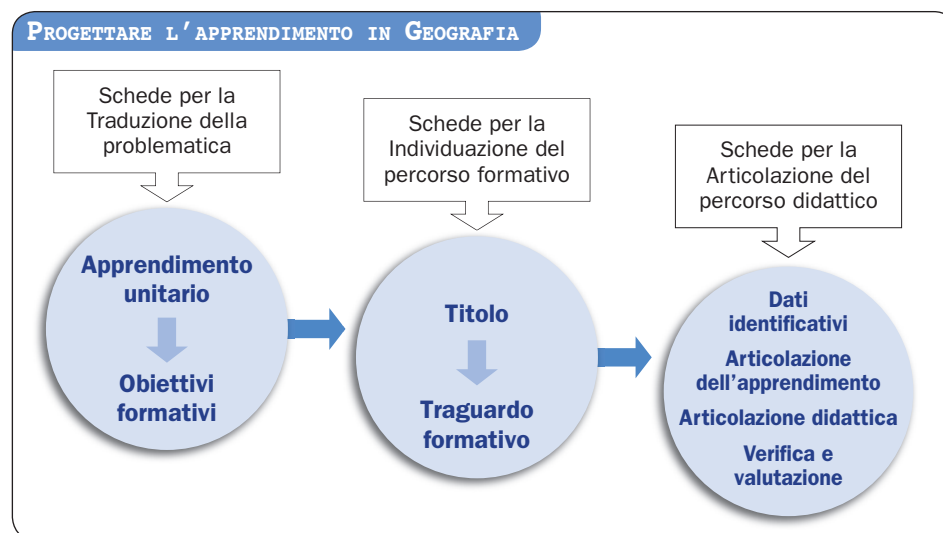 PROGETTARE L'APPRENDIMENTO IN GEOGRAFIA
Schede per la
Traduzione della
problematica
Schede per la
Individuazione del
percorso formativo
Schede per la
Articolazione del
percorso didattico
Apprendimento
unitario
Obiettivi
formativi
Titolo
Traguardo
formativo
Dati
identificativi
Articolazione
dell'apprendimento
Articolazione didattica
Verifica e
valutazione